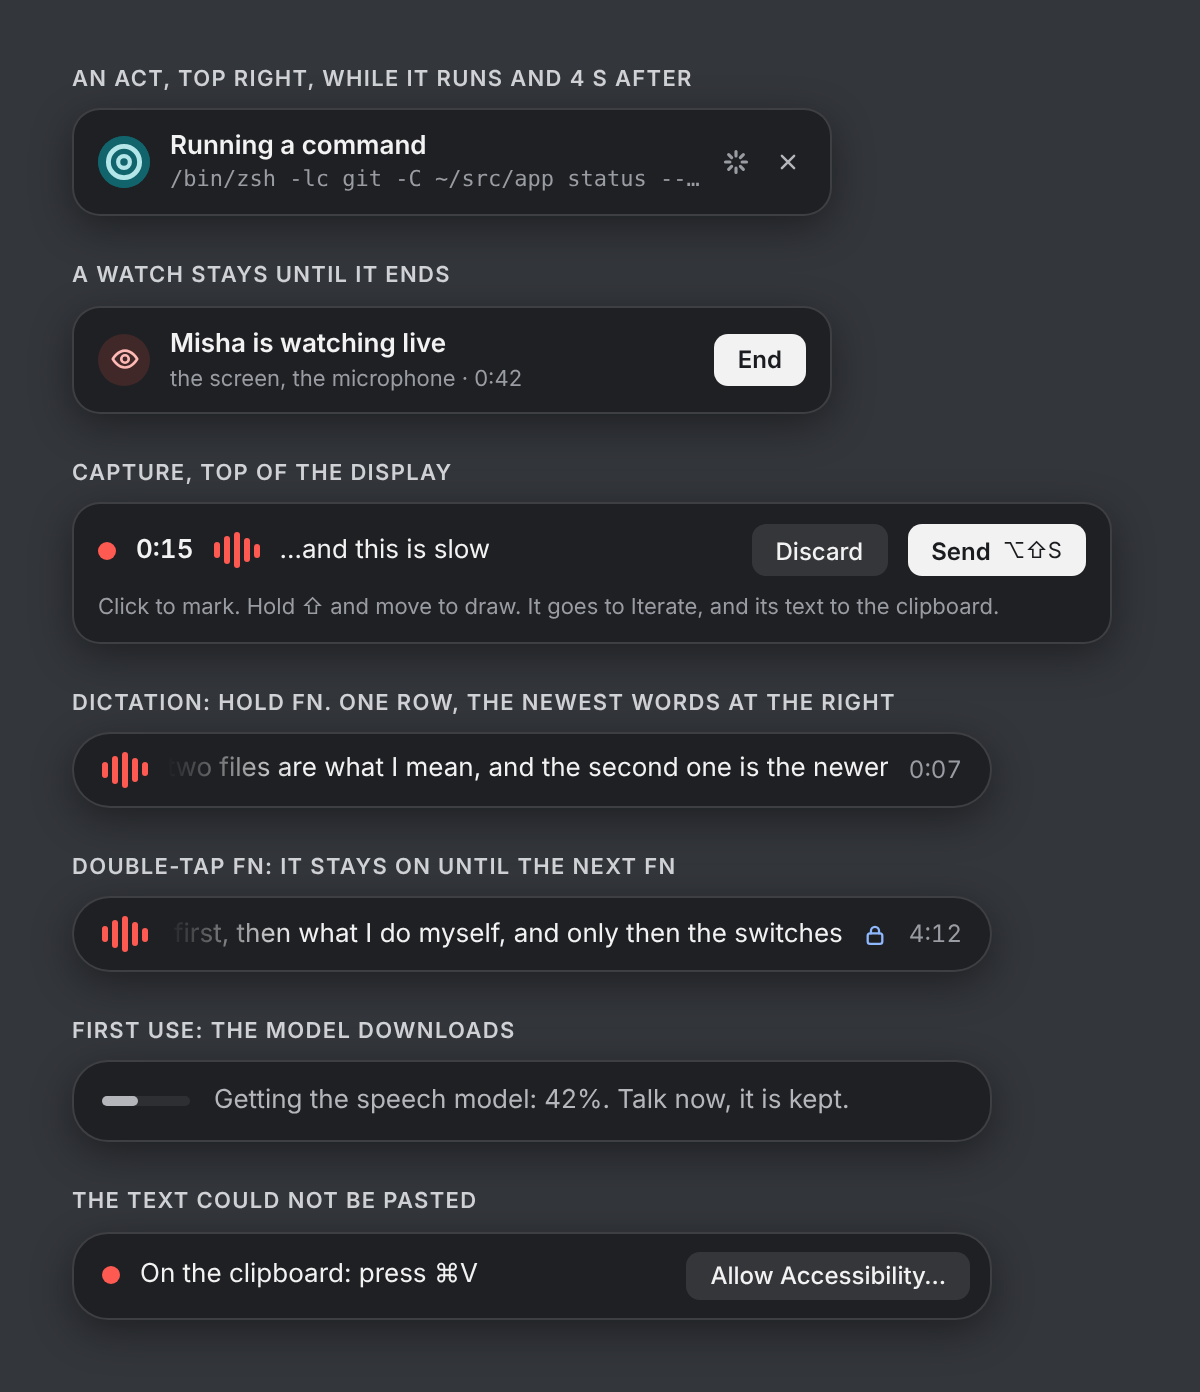 AN ACT, TOP RIGHT, WHILE IT RUNS AND 4 S AFTER
Running a command
/bin/zsh -lc git -C ~/src/app status --…
A WATCH STAYS UNTIL IT ENDS
Misha is watching live
the screen, the microphone · 0:42
End
CAPTURE, TOP OF THE DISPLAY
0:15 …and this is slow
Discard
Send ⌥⇧S
Click to mark. Hold ⇧ and move to draw. It goes to Iterate, and its text to the clipboard.
DICTATION: HOLD FN. ONE ROW, THE NEWEST WORDS AT THE RIGHT
two files are what I mean, and the second one is the newer 0:07
DOUBLE-TAP FN: IT STAYS ON UNTIL THE NEXT FN
first, then what I do myself, and only then the switches 4:12
FIRST USE: THE MODEL DOWNLOADS
Getting the speech model: 42%. Talk now, it is kept.
THE TEXT COULD NOT BE PASTED
On the clipboard: press ⌘V
Allow Accessibility…